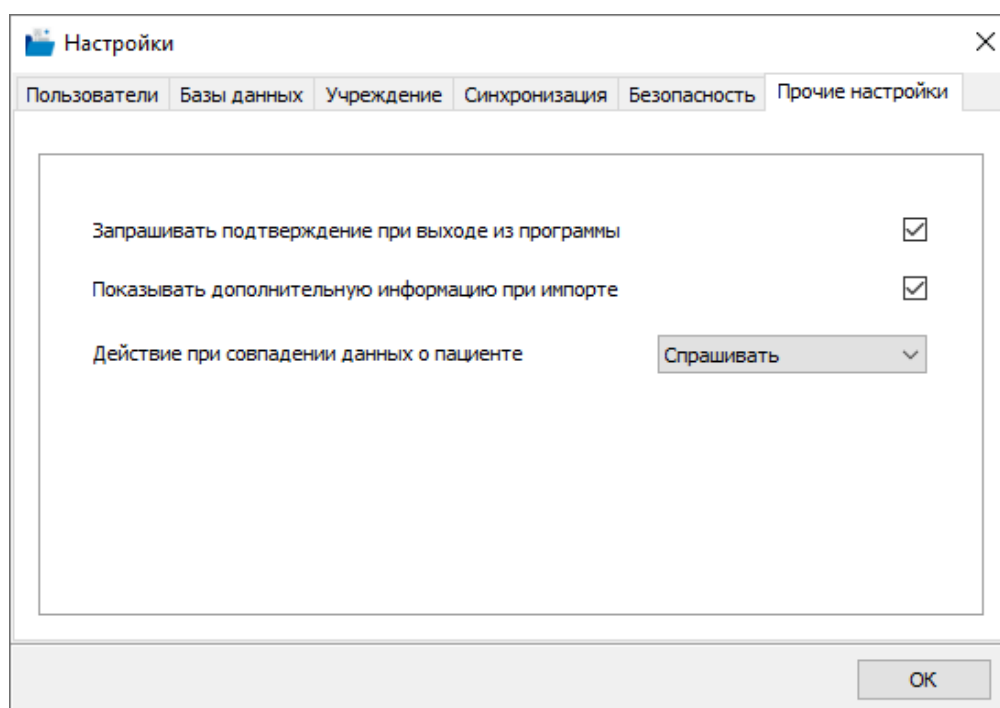 Настройки
Пользователи Базы данных Учреждение Синхронизация Безопасность Прочие настройки
Запрашивать подтверждение при выходе из программы
Показывать дополнительную информацию при импорте
Действие при совпадении данных о пациенте Спрашивать
ОК